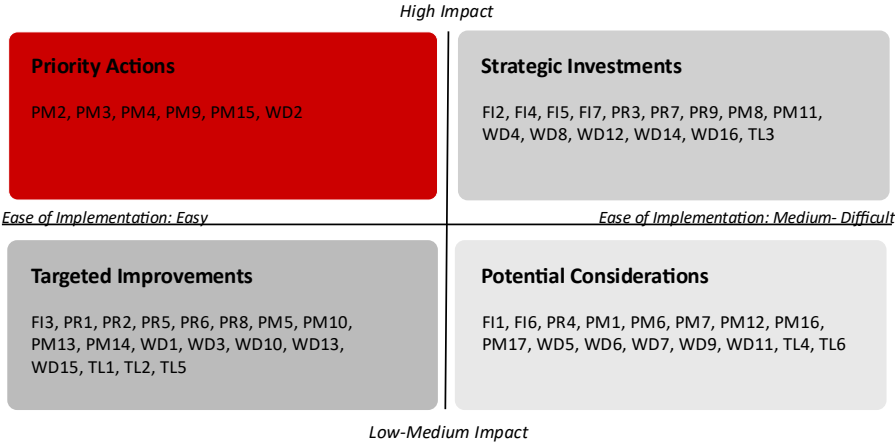 High Impact
Priority Actions
PM2, PM3, PM4, PM9, PM15, WD2
Strategic Investments
FI2, FI4, FI5, FI7, PR3, PR7, PR9, PM8, PM11,
WD4, WD8, WD12, WD14, WD16, TL3
Ease of Implementation: Easy
Ease of Implementation: Medium- Difficult
Targeted Improvements
FI3, PR1, PR2, PR5, PR6, PR8, PM5, PM10,
PM13, PM14, WD1, WD3, WD10, WD13,
WD15, TL1, TL2, TL5
Potential Considerations
FI1, FI6, PR4, PM1, PM6, PM7, PM12, PM16,
PM17, WD5, WD6, WD7, WD9, WD11, TL4, TL6
Low-Medium Impact